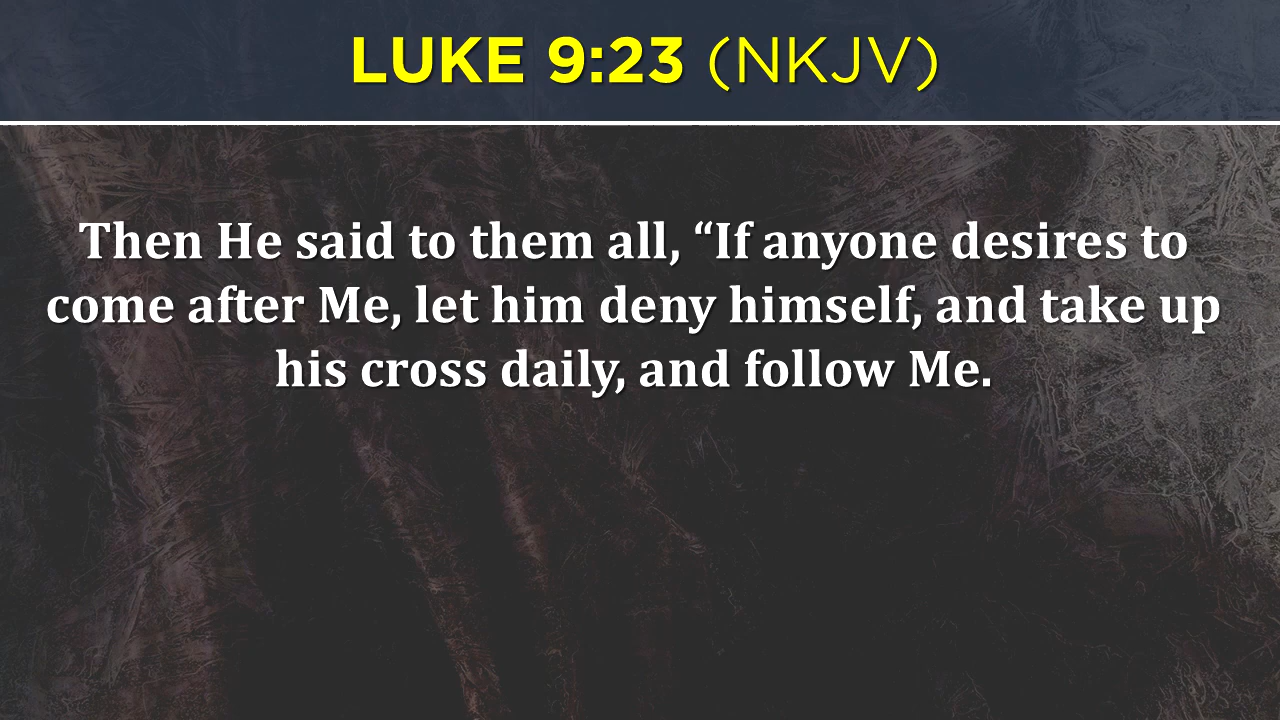 LUKE 9:23 (NKJV)
Then He said to them all, “If anyone desires to
come after Me, let him deny himself, and take up
his cross daily, and follow Me.